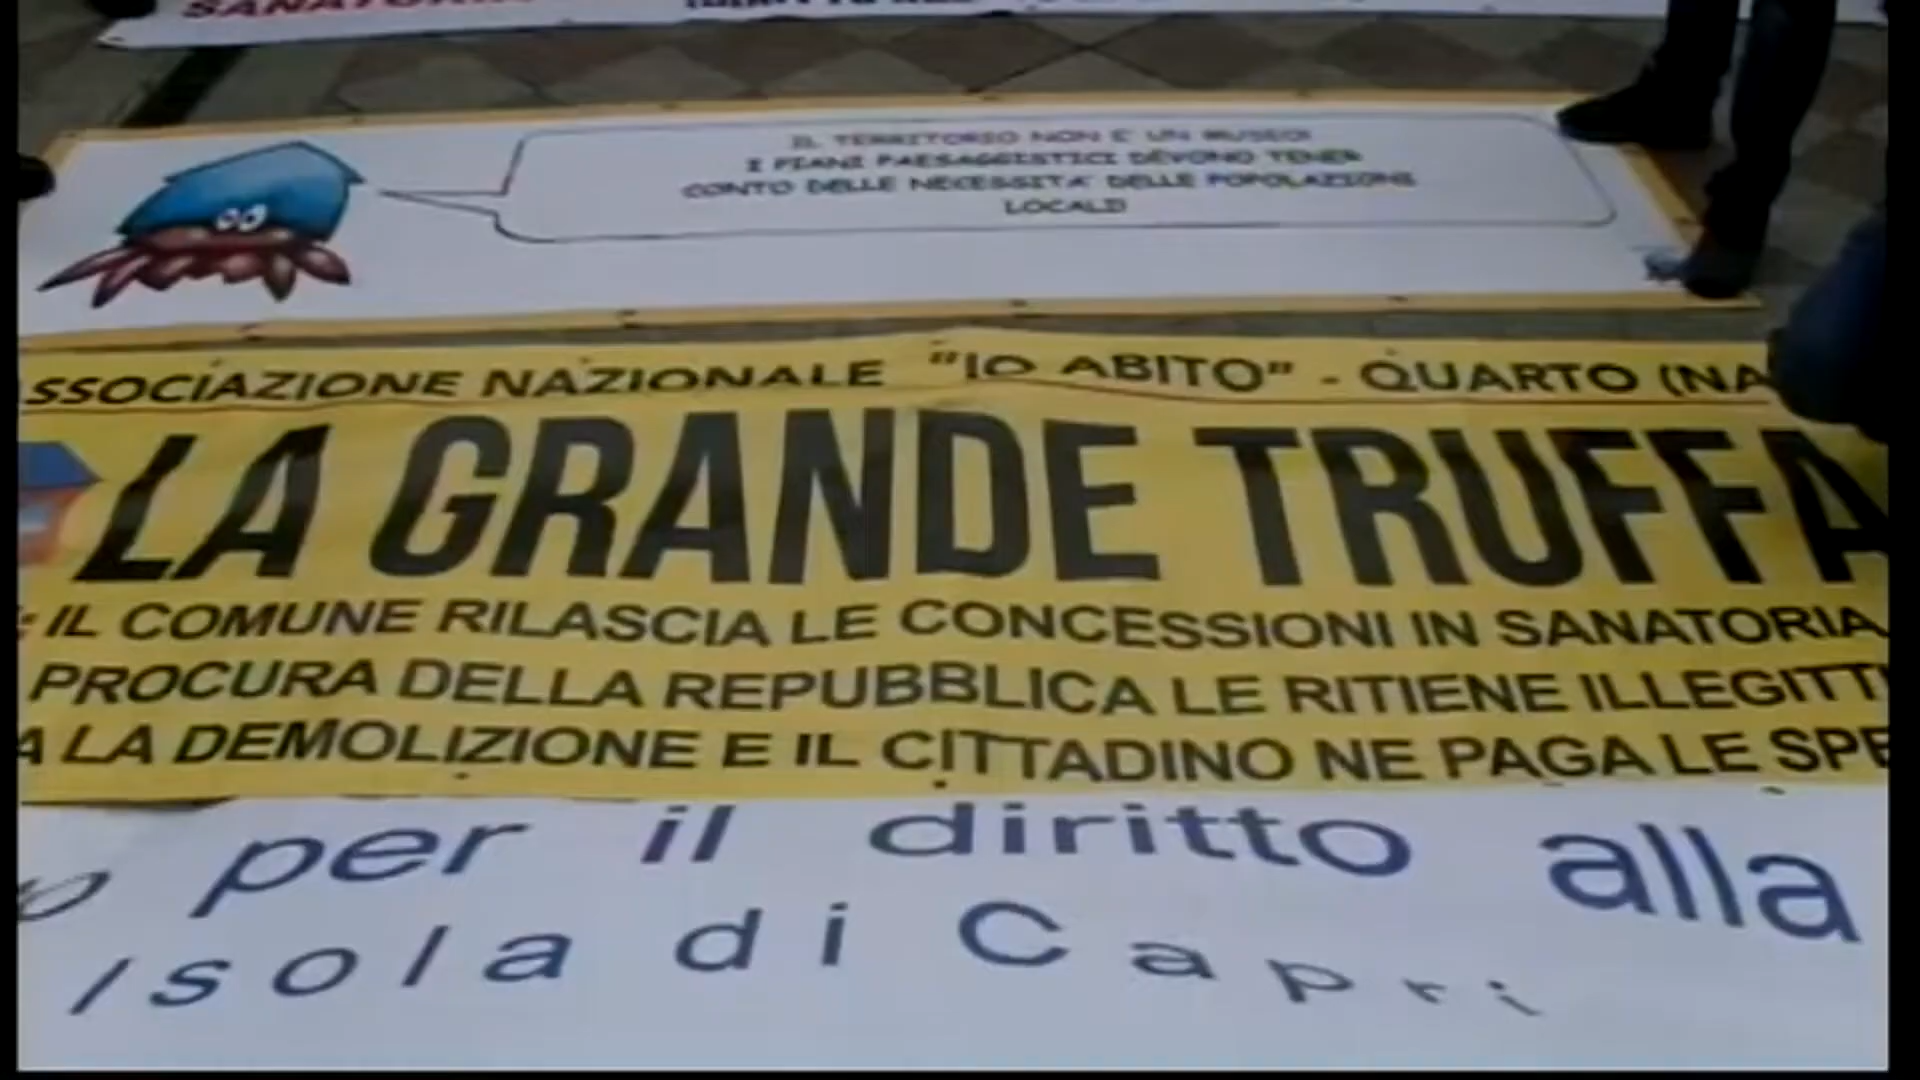 SANATORIA
IL TERRITORIO NON E' UN MUSEO!
I PIANI PAESAGGISTICI DEVONO TENER
CONTO DELLE NECESSITA' DELLE POPOLAZIONI
LOCALI!
SSOCIAZIONE NAZIONALE "IO ABITO" - QUARTO (NA
LA GRANDE TRUFFA
: IL COMUNE RILASCIA LE CONCESSIONI IN SANATORIA,
PROCURA DELLA REPUBBLICA LE RITIENE ILLEGITTI
A LA DEMOLIZIONE E IL CITTADINO NE PAGA LE SPE
o per il diritto alla
Isola di Capri